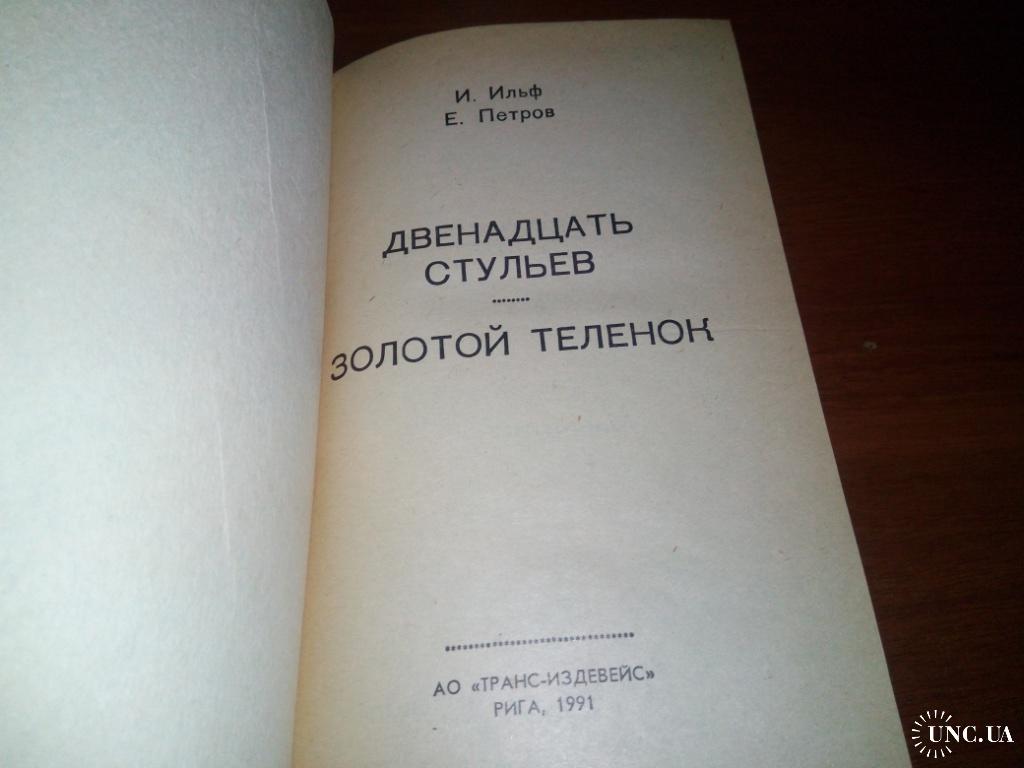 И. Ильф
Е. Петров
ДВЕНАДЦАТЬ
СТУЛЬЕВ
ЗОЛОТОЙ ТЕЛЕНОК
АО «ТРАНС-ИЗДЕВЕЙС»
РИГА, 1991
UNC.UA